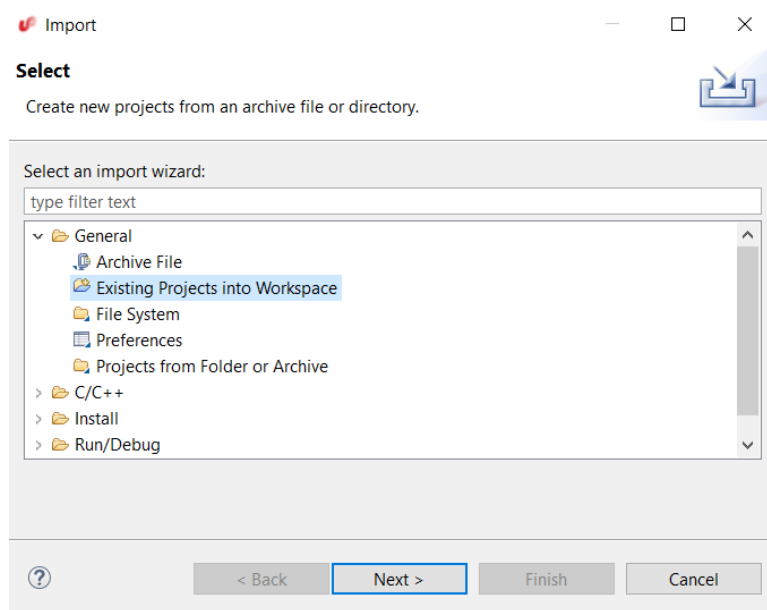 Import
Select
Create new projects from an archive file or directory.
Select an import wizard:
type filter text
General
Archive File
Existing Projects into Workspace
File System
Preferences
Projects from Folder or Archive
C/C++
Install
Run/Debug
?
< Back
Next >
Finish
Cancel